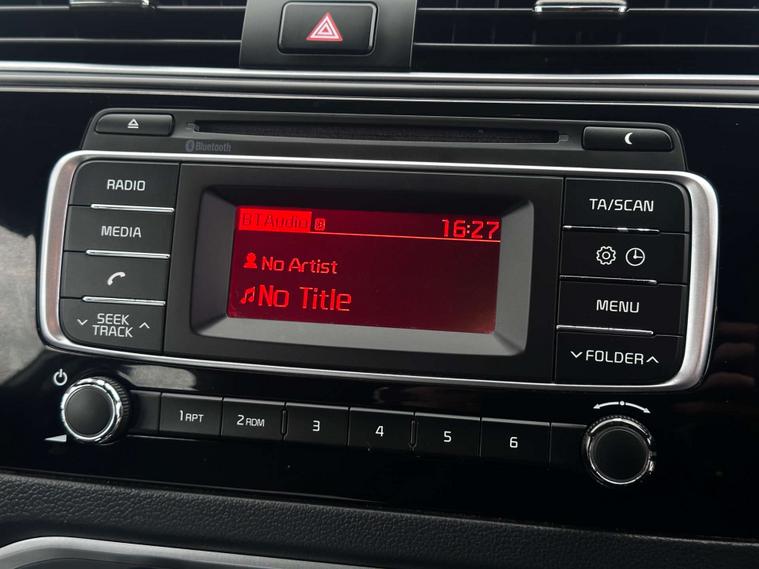 Bluetooth
RADIO
MEDIA
SEEK
TRACK
BT Audio
16:27
No Artist
No Title
TA/SCAN
MENU
FOLDER
1 RPT
2 RDM
3
4
5
6